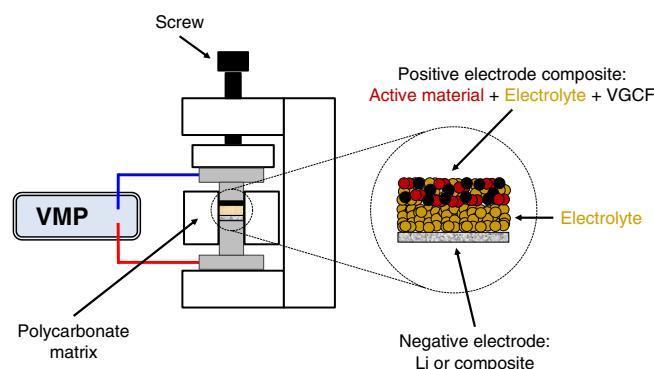 Screw
Positive electrode composite:
Active material + Electrolyte + VGCF
VMP
Electrolyte
Polycarbonate
matrix
Negative electrode:
Li or composite